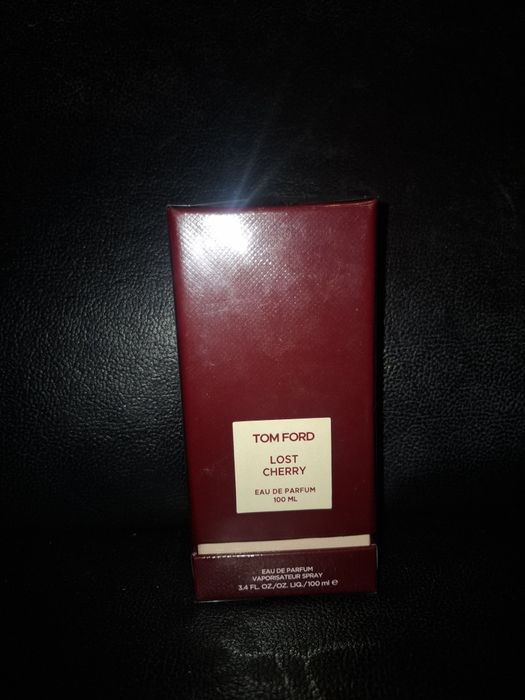 TOM FORD
LOST
CHERRY
EAU DE PARFUM
100 ML
EAU DE PARFUM
VAPORISATEUR SPRAY
3.4 FL. OZ./OZ. LIQ./100 ml ℮